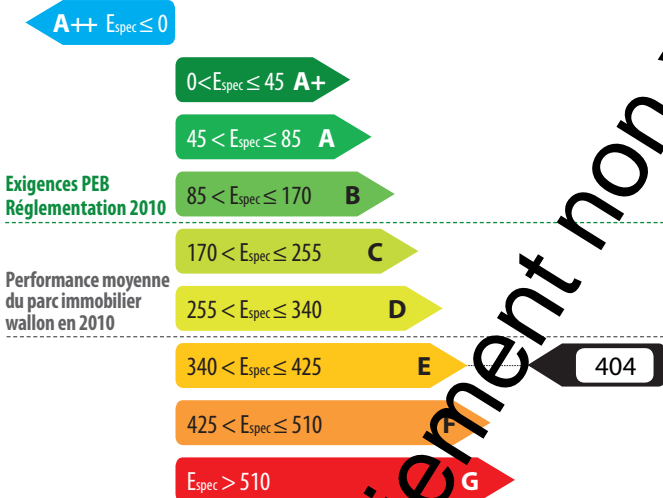 A++ Espec ≤ 0
0<Espec ≤ 45 A+
45 < Espec ≤ 85 A
Exigences PEB
Réglementation 2010
85 < Espec ≤ 170 B
170 < Espec ≤ 255 C
Performance moyenne
du parc immobilier
wallon en 2010
255 < Espec ≤ 340 D
340 < Espec ≤ 425 E
404
425 < Espec ≤ 510 F
Espec > 510 G
non